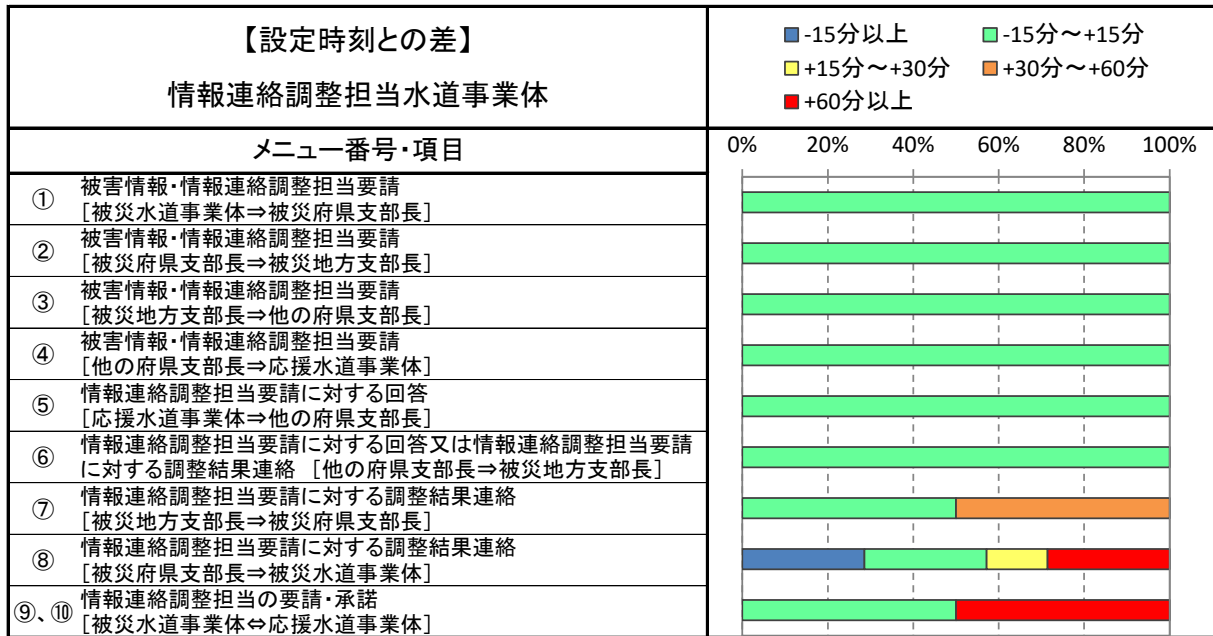 【設定時刻との差】
情報連絡調整担当水道事業体
-15分以上
-15分～+15分
+15分～+30分
+30分～+60分
+60分以上
メニュー番号・項目
0% 20% 40% 60% 80% 100%
① 被害情報・情報連絡調整担当要請
[被災水道事業体⇒被災府県支部長]
② 被害情報・情報連絡調整担当要請
[被災府県支部長⇒被災地方支部長]
③ 被害情報・情報連絡調整担当要請
[被災地方支部長⇒他の府県支部長]
④ 被害情報・情報連絡調整担当要請
[他の府県支部長⇒応援水道事業体]
⑤ 情報連絡調整担当要請に対する回答
[応援水道事業体⇒他の府県支部長]
⑥ 情報連絡調整担当要請に対する回答又は情報連絡調整担当要請
に対する調整結果連絡 [他の府県支部長⇒被災地方支部長]
⑦ 情報連絡調整担当要請に対する調整結果連絡
[被災地方支部長⇒被災府県支部長]
⑧ 情報連絡調整担当要請に対する調整結果連絡
[被災府県支部長⇒被災水道事業体]
⑨、⑩ 情報連絡調整担当の要請・承諾
[被災水道事業体⇔応援水道事業体]